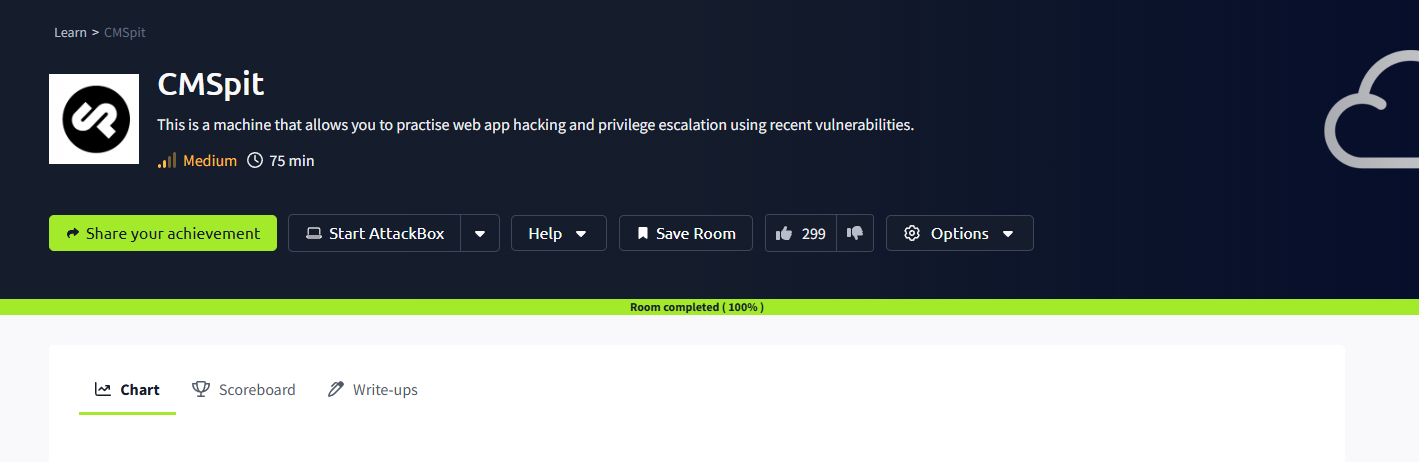 Learn > CMSpit
CMSpit
This is a machine that allows you to practise web app hacking and privilege escalation using recent vulnerabilities.
Medium 75 min
Share your achievement Start AttackBox Help Save Room 299 Options
Room completed ( 100% )
Chart Scoreboard Write-ups